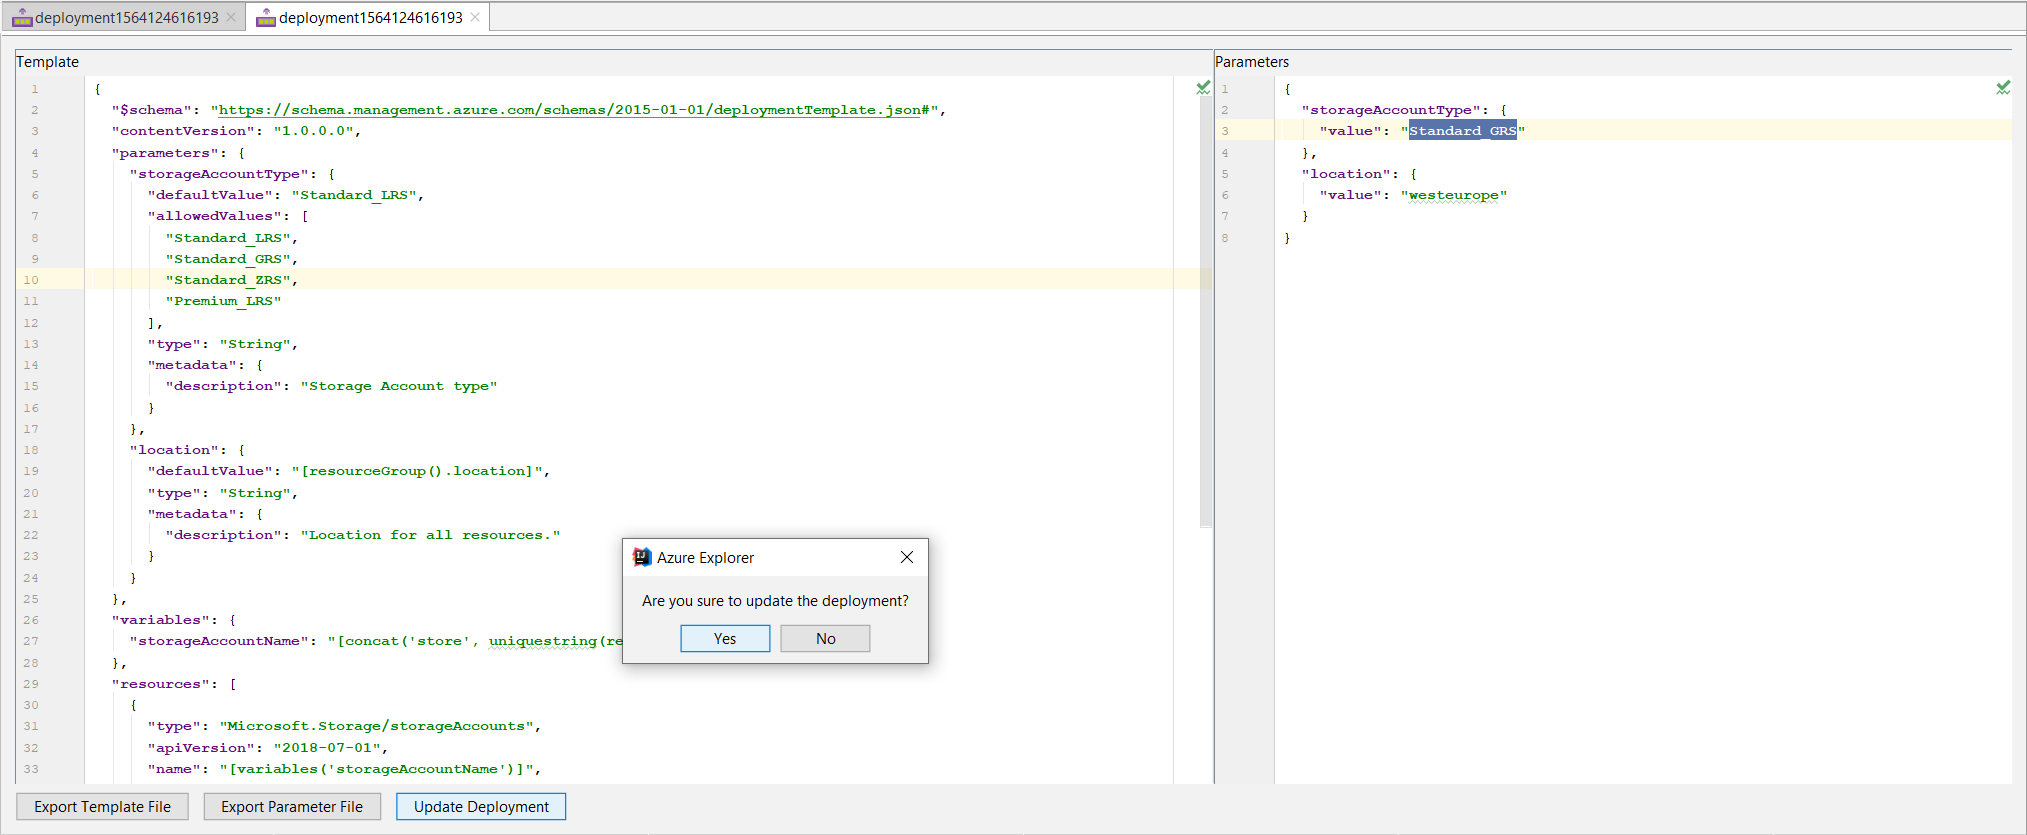 deployment1564124616193
deployment1564124616193
Template
1 {
2 "$schema": "https://schema.management.azure.com/schemas/2015-01-01/deploymentTemplate.json#",
3 "contentVersion": "1.0.0.0",
4 "parameters": {
5 "storageAccountType": {
6 "defaultValue": "Standard_LRS",
7 "allowedValues": [
8 "Standard_LRS",
9 "Standard_GRS",
10 "Standard_ZRS",
11 "Premium_LRS"
12 ],
13 "type": "String",
14 "metadata": {
15 "description": "Storage Account type"
16 }
17 },
18 "location": {
19 "defaultValue": "[resourceGroup().location]",
20 "type": "String",
21 "metadata": {
22 "description": "Location for all resources."
23 }
24 }
25 },
26 "variables": {
27 "storageAccountName": "[concat('store', uniquestring(re
28 },
29 "resources": [
30 {
31 "type": "Microsoft.Storage/storageAccounts",
32 "apiVersion": "2018-07-01",
33 "name": "[variables('storageAccountName')]",
Parameters
1 {
2 "storageAccountType": {
3 "value": "Standard_GRS"
4 },
5 "location": {
6 "value": "westeurope"
7 }
8 }
Azure Explorer
Are you sure to update the deployment?
Yes
No
Export Template File
Export Parameter File
Update Deployment